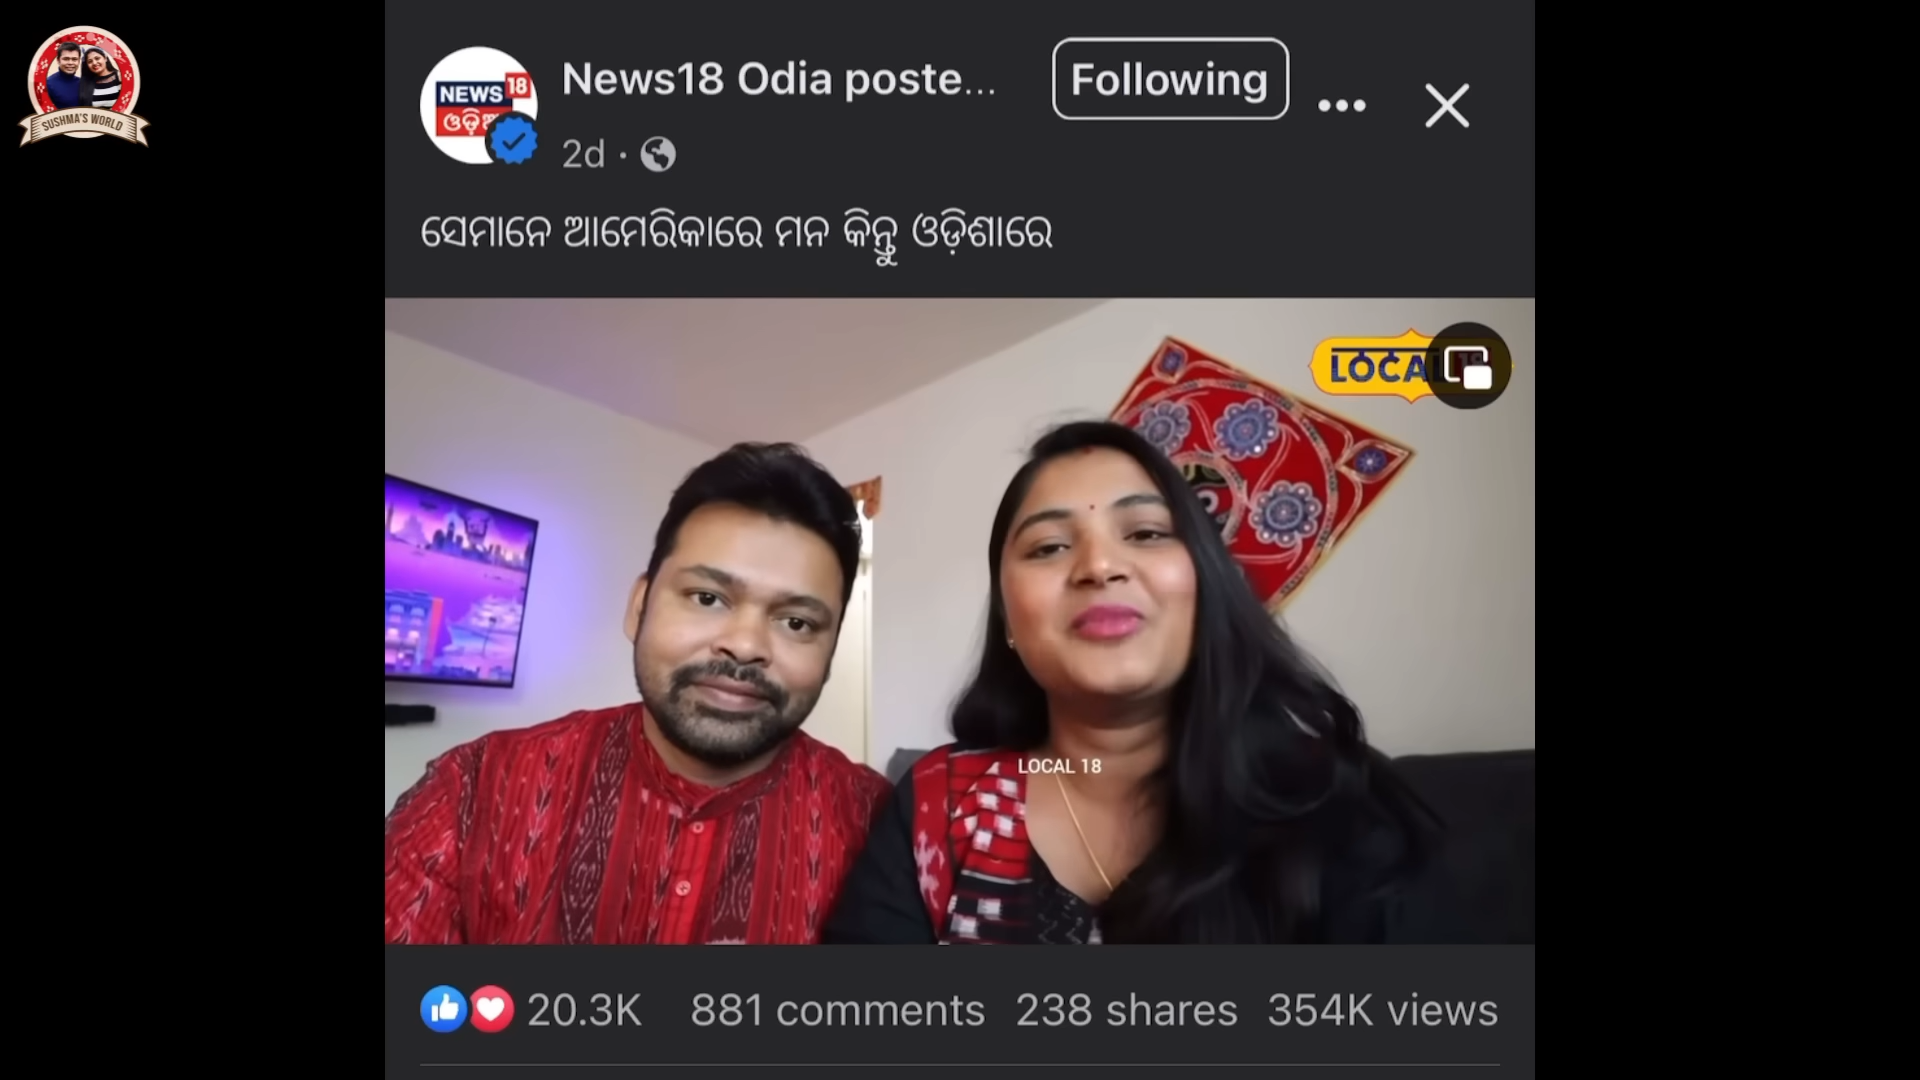 SUSHMA'S WORLD
NEWS 18
News18 Odia poste...
Following
2d
ସେମାନେ ଆମେରିକାରେ ମନ କିନ୍ତୁ ଓଡ଼ିଶାରେ
LOCAL 18
20.3K 881 comments 238 shares 354K views